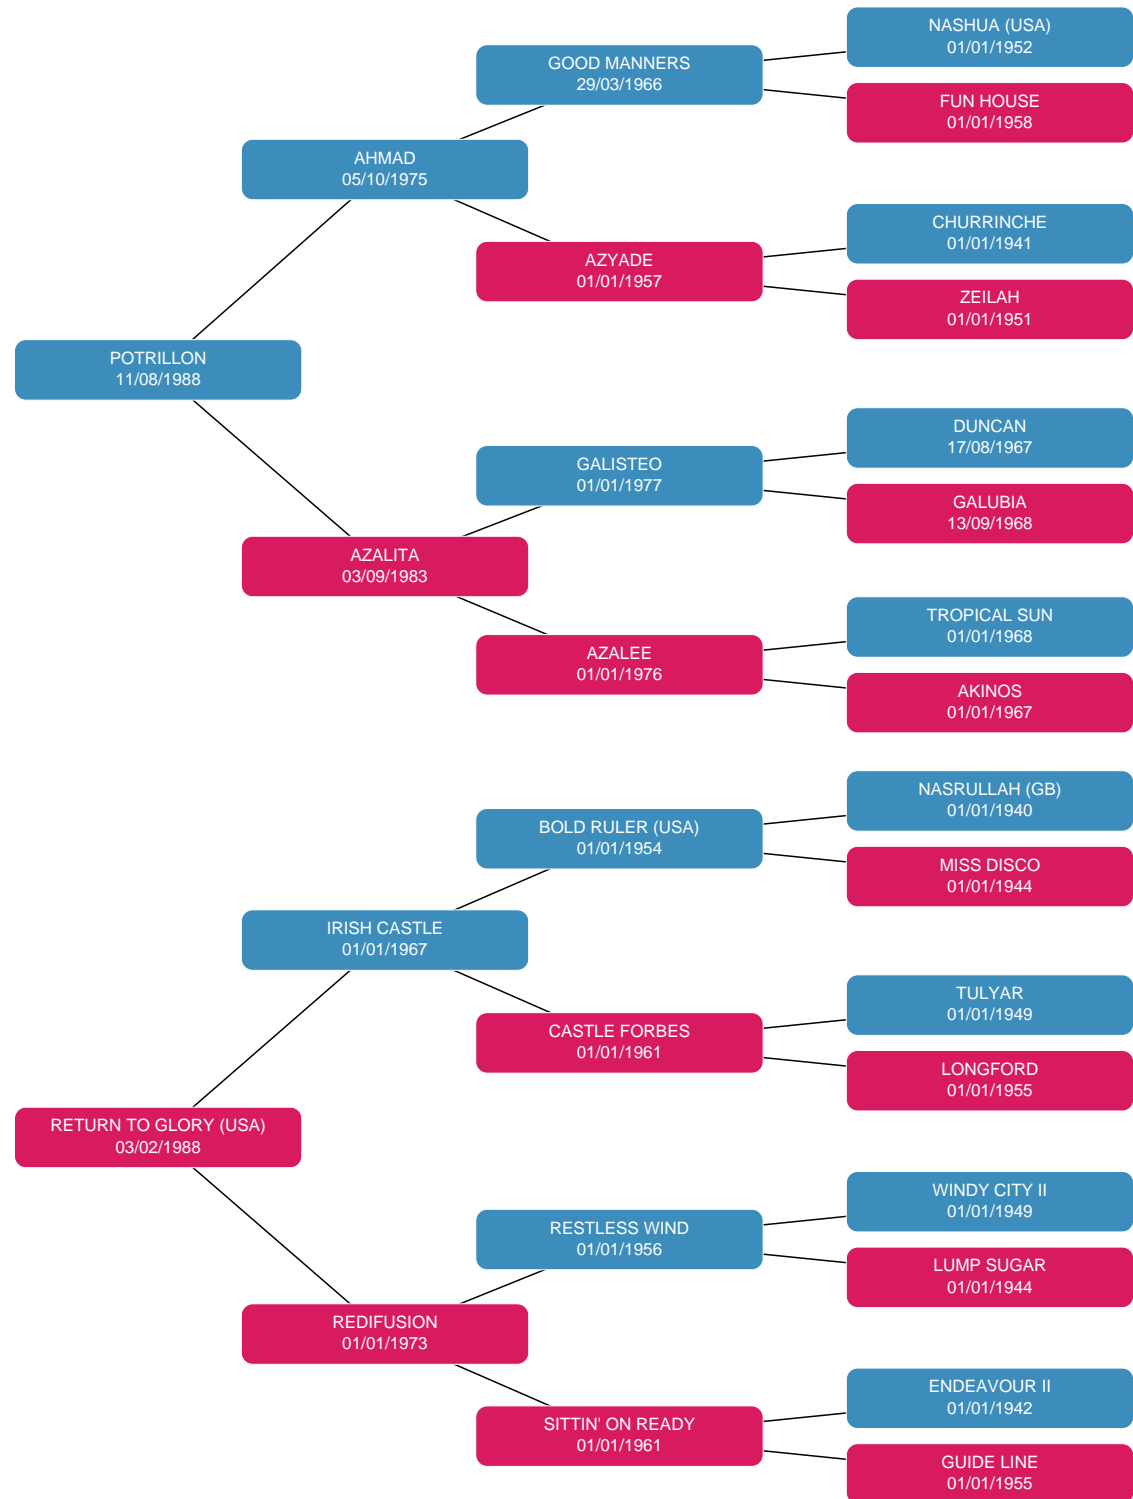 NASHUA (USA)
01/01/1952
GOOD MANNERS
29/03/1966
FUN HOUSE
01/01/1958
AHMAD
05/10/1975
CHURRINCHE
01/01/1941
AZYADE
01/01/1957
ZEILAH
01/01/1951
POTRILLON
11/08/1988
DUNCAN
17/08/1967
GALISTEO
01/01/1977
GALUBIA
13/09/1968
AZALITA
03/09/1983
TROPICAL SUN
01/01/1968
AZALEE
01/01/1976
AKINOS
01/01/1967
NASRULLAH (GB)
01/01/1940
BOLD RULER (USA)
01/01/1954
MISS DISCO
01/01/1944
IRISH CASTLE
01/01/1967
TULYAR
01/01/1949
CASTLE FORBES
01/01/1961
LONGFORD
01/01/1955
RETURN TO GLORY (USA)
03/02/1988
WINDY CITY II
01/01/1949
RESTLESS WIND
01/01/1956
LUMP SUGAR
01/01/1944
REDIFUSION
01/01/1973
ENDEAVOUR II
01/01/1942
SITTIN' ON READY
01/01/1961
GUIDE LINE
01/01/1955